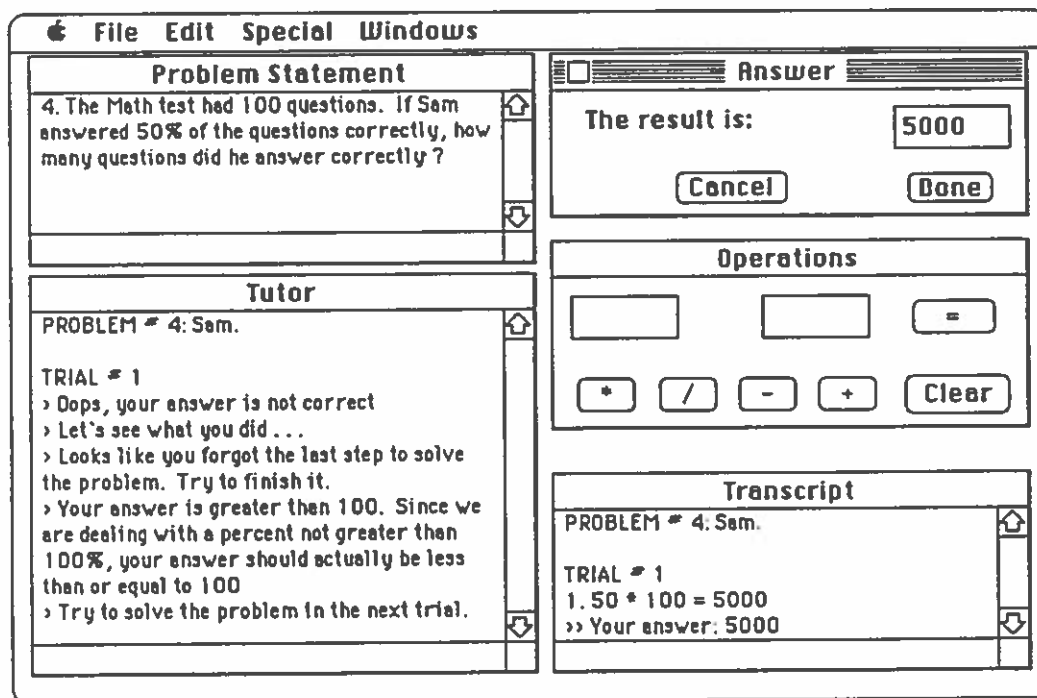 File Edit Special Windows
Problem Statement
4. The Math test had 100 questions. If Sam
answered 50% of the questions correctly, how
many questions did he answer correctly ?
Answer
The result is: 5000
Cancel Done
Operations
=
* / - + Clear
Tutor
PROBLEM # 4: Sam.
TRIAL # 1
> Oops, your answer is not correct
> Let's see what you did ...
> Looks like you forgot the last step to solve
the problem. Try to finish it.
> Your answer is greater than 100. Since we
are dealing with a percent not greater than
100%, your answer should actually be less
than or equal to 100
> Try to solve the problem in the next trial.
Transcript
PROBLEM # 4: Sam.
TRIAL # 1
1. 50 * 100 = 5000
>> Your answer: 5000